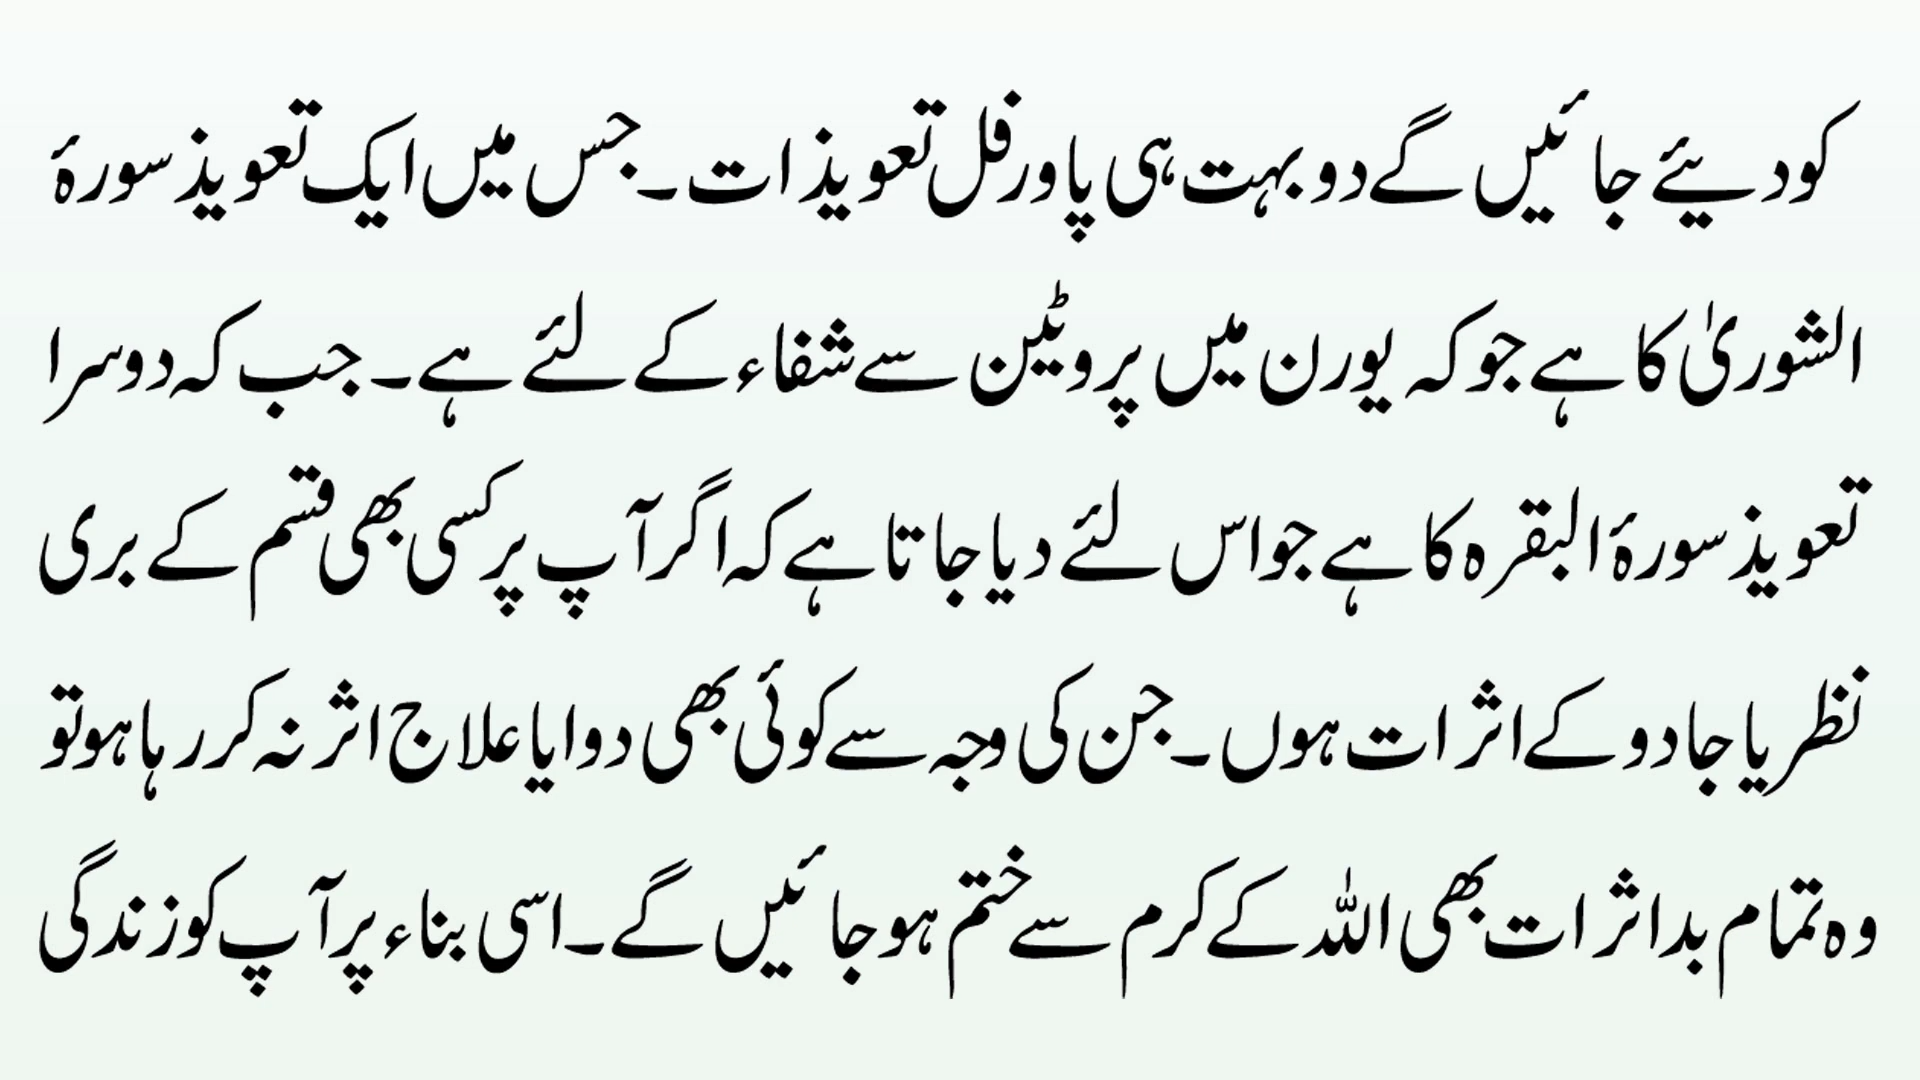 کو دیئے جائیں گے دو بہت ہی پاور فل تعویذات ۔ جس میں ایک تعویذ سورۂ
الشوریٰ کا ہے جو کہ یورن میں پروٹین سے شفاء کے لئے ہے ۔ جب کہ دوسرا
تعویذ سورۂ البقرہ کا ہے جو اس لئے دیا جاتا ہے کہ اگر آپ پر کسی بھی قسم کے بری
نظر یا جادو کے اثرات ہوں ۔ جن کی وجہ سے کوئی بھی دوا یا علاج اثر نہ کر رہا ہو تو
وہ تمام بد اثرات بھی اللہ کے کرم سے ختم ہو جائیں گے ۔ اسی بناء پر آپ کو زندگی